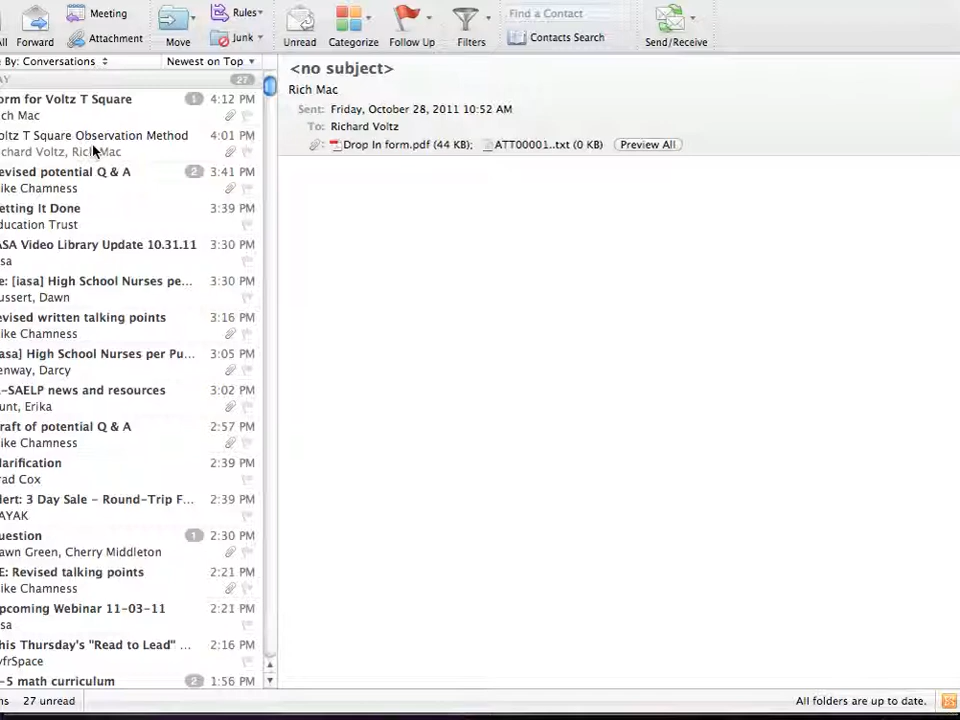 All Forward Meeting Attachment Move Rules Junk Unread Categorize Follow Up Filters Find a Contact Contacts Search Send/Receive
e By: Conversations Newest on Top
AY 27
orm for Voltz T Square 1 4:12 PM
ich Mac
oltz T Square Observation Method 4:01 PM
ichard Voltz, Rich Mac
evised potential Q & A 2 3:41 PM
ike Chamness
etting It Done 3:39 PM
ducation Trust
ASA Video Library Update 10.31.11 3:30 PM
sa
e: [iasa] High School Nurses pe... 3:30 PM
ussert, Dawn
evised written talking points 3:16 PM
ike Chamness
asa] High School Nurses per Pu... 3:05 PM
enway, Darcy
-SAELP news and resources 3:02 PM
unt, Erika
raft of potential Q & A 2:57 PM
ike Chamness
larification 2:39 PM
rad Cox
lert: 3 Day Sale – Round-Trip F... 2:39 PM
AYAK
uestion 1 2:30 PM
awn Green, Cherry Middleton
E: Revised talking points 2:21 PM
ike Chamness
pcoming Webinar 11-03-11 2:21 PM
sa
his Thursday's "Read to Lead" ... 2:16 PM
yfrSpace
-5 math curriculum 2 1:56 PM
<no subject>
Rich Mac
Sent: Friday, October 28, 2011 10:52 AM
To: Richard Voltz
Drop In form.pdf (44 KB); ATT00001..txt (0 KB) Preview All
ns 27 unread All folders are up to date.